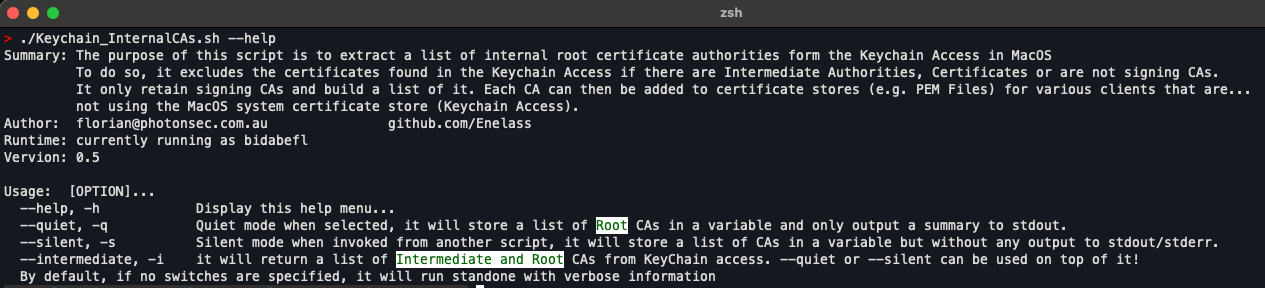 zsh
> ./Keychain_InternalCAs.sh --help
Summary: The purpose of this script is to extract a list of internal root certificate authorities form the Keychain Access in MacOS
To do so, it excludes the certificates found in the Keychain Access if there are Intermediate Authorities, Certificates or are not signing CAs.
It only retain signing CAs and build a list of it. Each CA can then be added to certificate stores (e.g. PEM Files) for various clients that are...
not using the MacOS system certificate store (Keychain Access).
Author: florian@photonsec.com.au github.com/Enelass
Runtime: currently running as bidabefl
Vervion: 0.5
Usage: [OPTION]...
--help, -h Display this help menu...
--quiet, -q Quiet mode when selected, it will store a list of Root CAs in a variable and only output a summary to stdout.
--silent, -s Silent mode when invoked from another script, it will store a list of CAs in a variable but without any output to stdout/stderr.
--intermediate, -i it will return a list of Intermediate and Root CAs from KeyChain access. --quiet or --silent can be used on top of it!
By default, if no switches are specified, it will run standone with verbose information